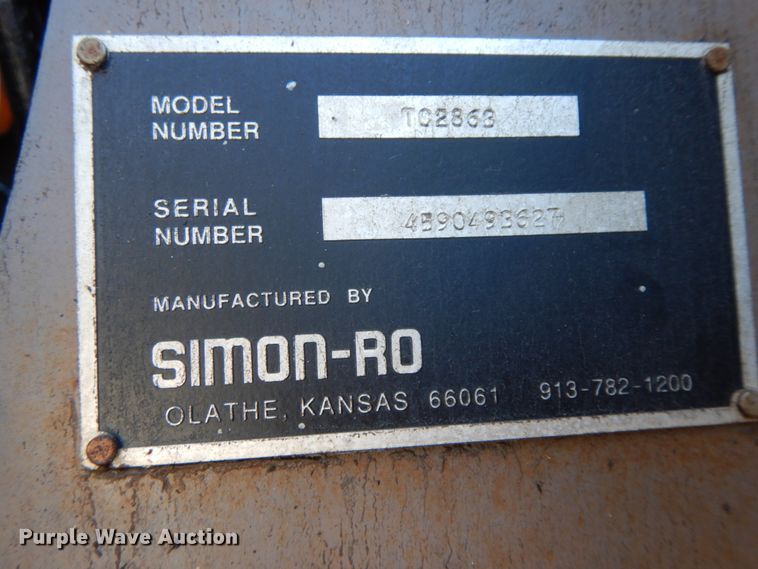 MODEL
NUMBER
TC2863
SERIAL
NUMBER
4590493627
MANUFACTURED BY
SIMON-RO
OLATHE, KANSAS 66061 913-782-1200
Purple Wave Auction